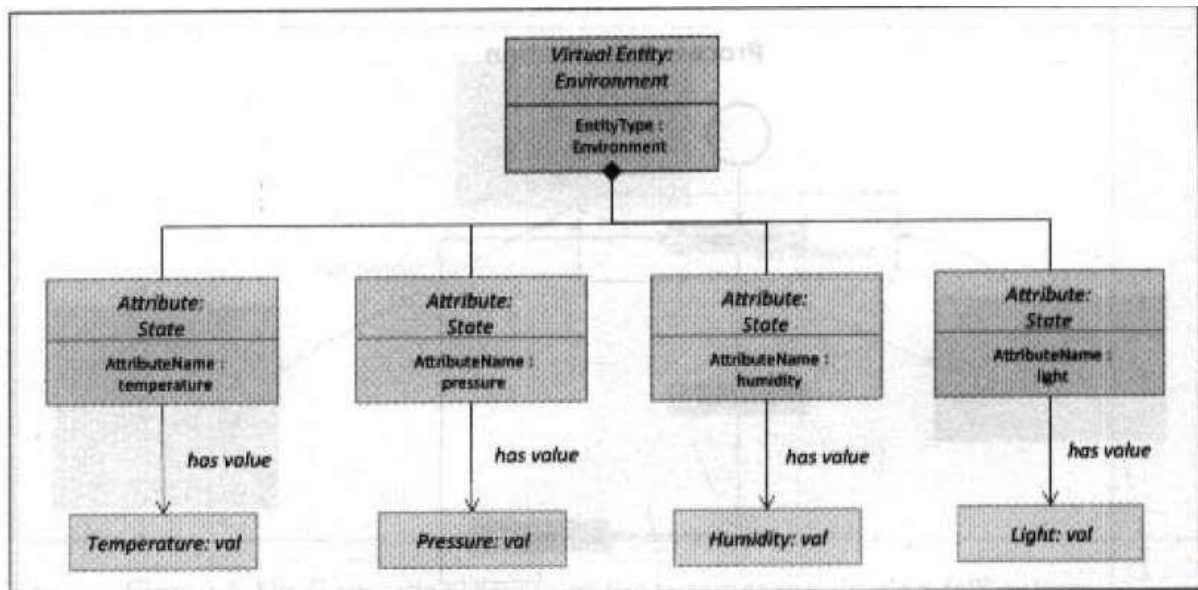 Virtual Entity:
Environment
EntityType :
Environment
Attribute:
State
AttributeName :
temperature
Attribute:
State
AttributeName :
pressure
Attribute:
State
AttributeName :
humidity
Attribute:
State
AttributeName :
light
has value
has value
has value
has value
Temperature: val
Pressure: val
Humidity: val
Light: val